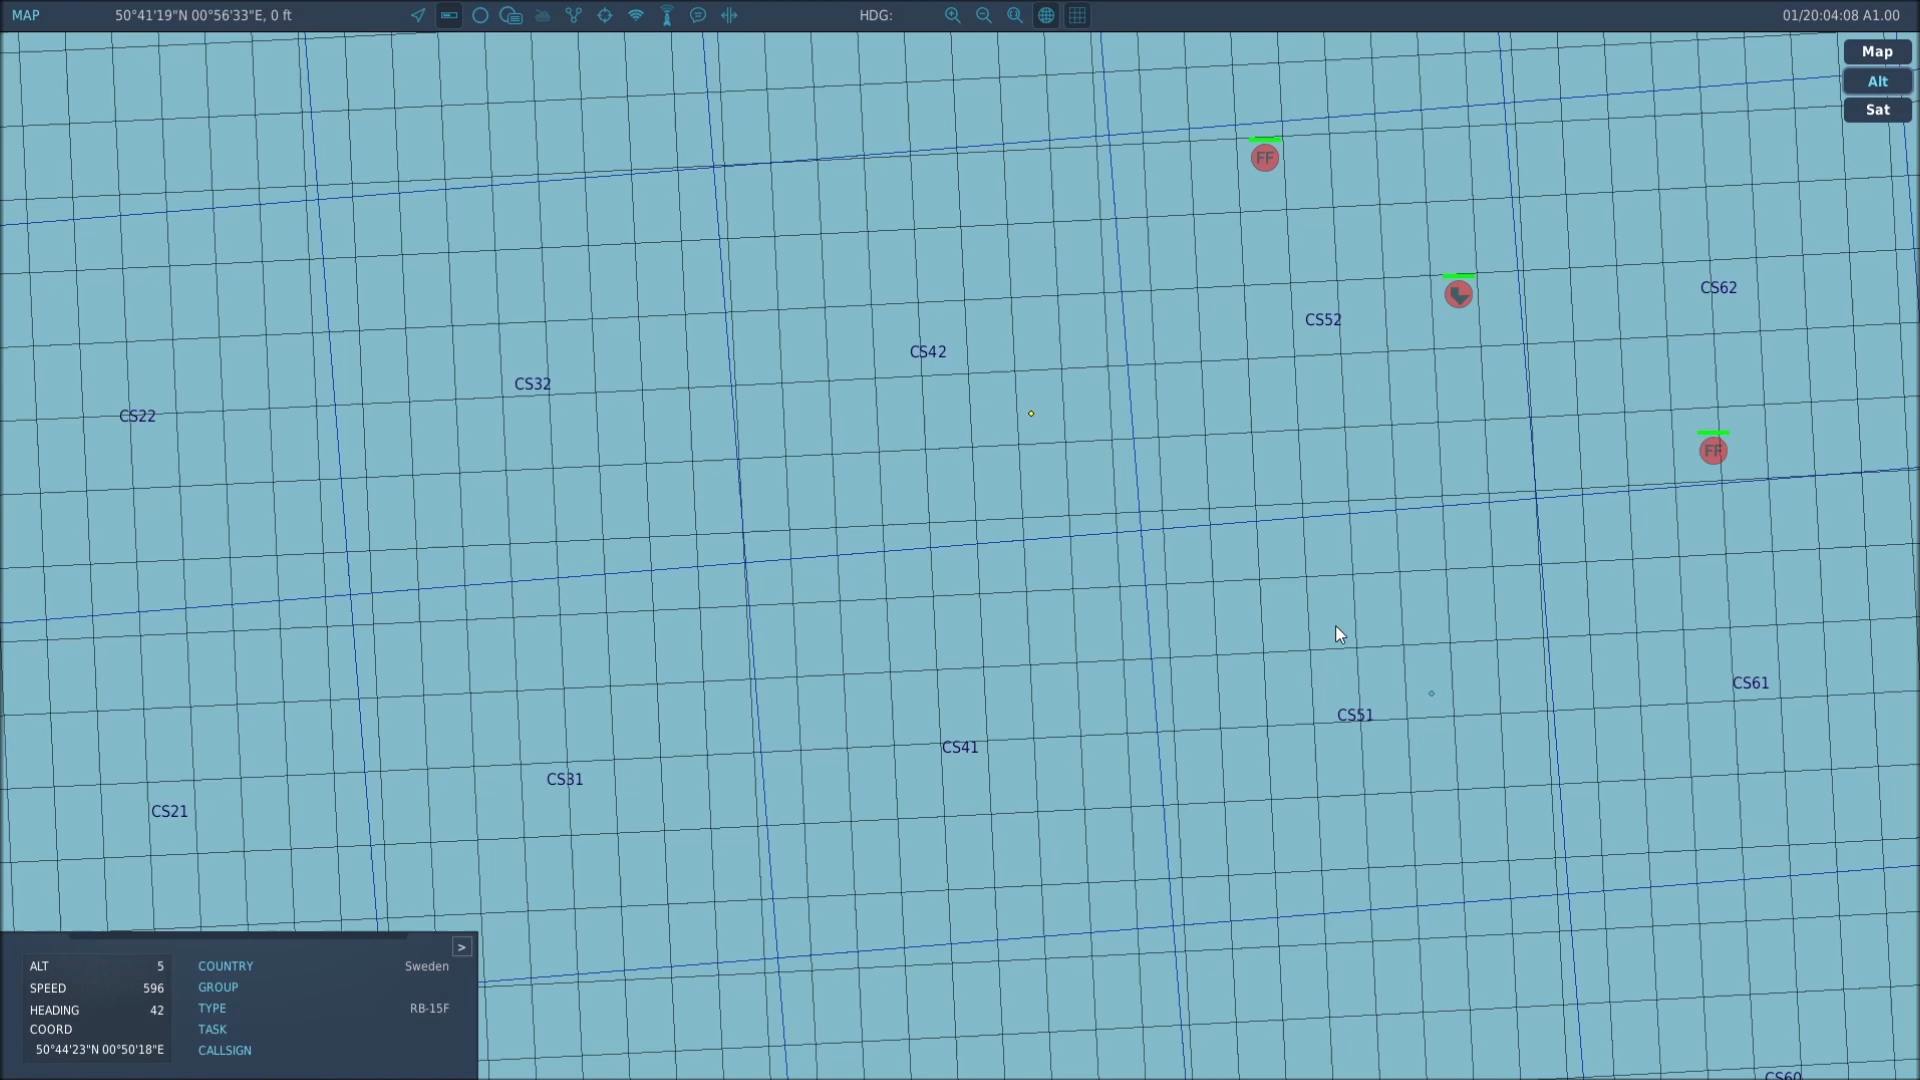 MAP
50°41'19"N 00°56'33"E, 0 ft
HDG:
01/20:04:08 A1.00
Map
Alt
Sat
FF
CS62
CS52
CS42
CS32
CS22
FF
CS61
CS51
CS41
CS31
CS21
>
ALT 5
SPEED 596
HEADING 42
COORD
50°44'23"N 00°50'18"E
COUNTRY Sweden
GROUP
TYPE RB-15F
TASK
CALLSIGN
CS60